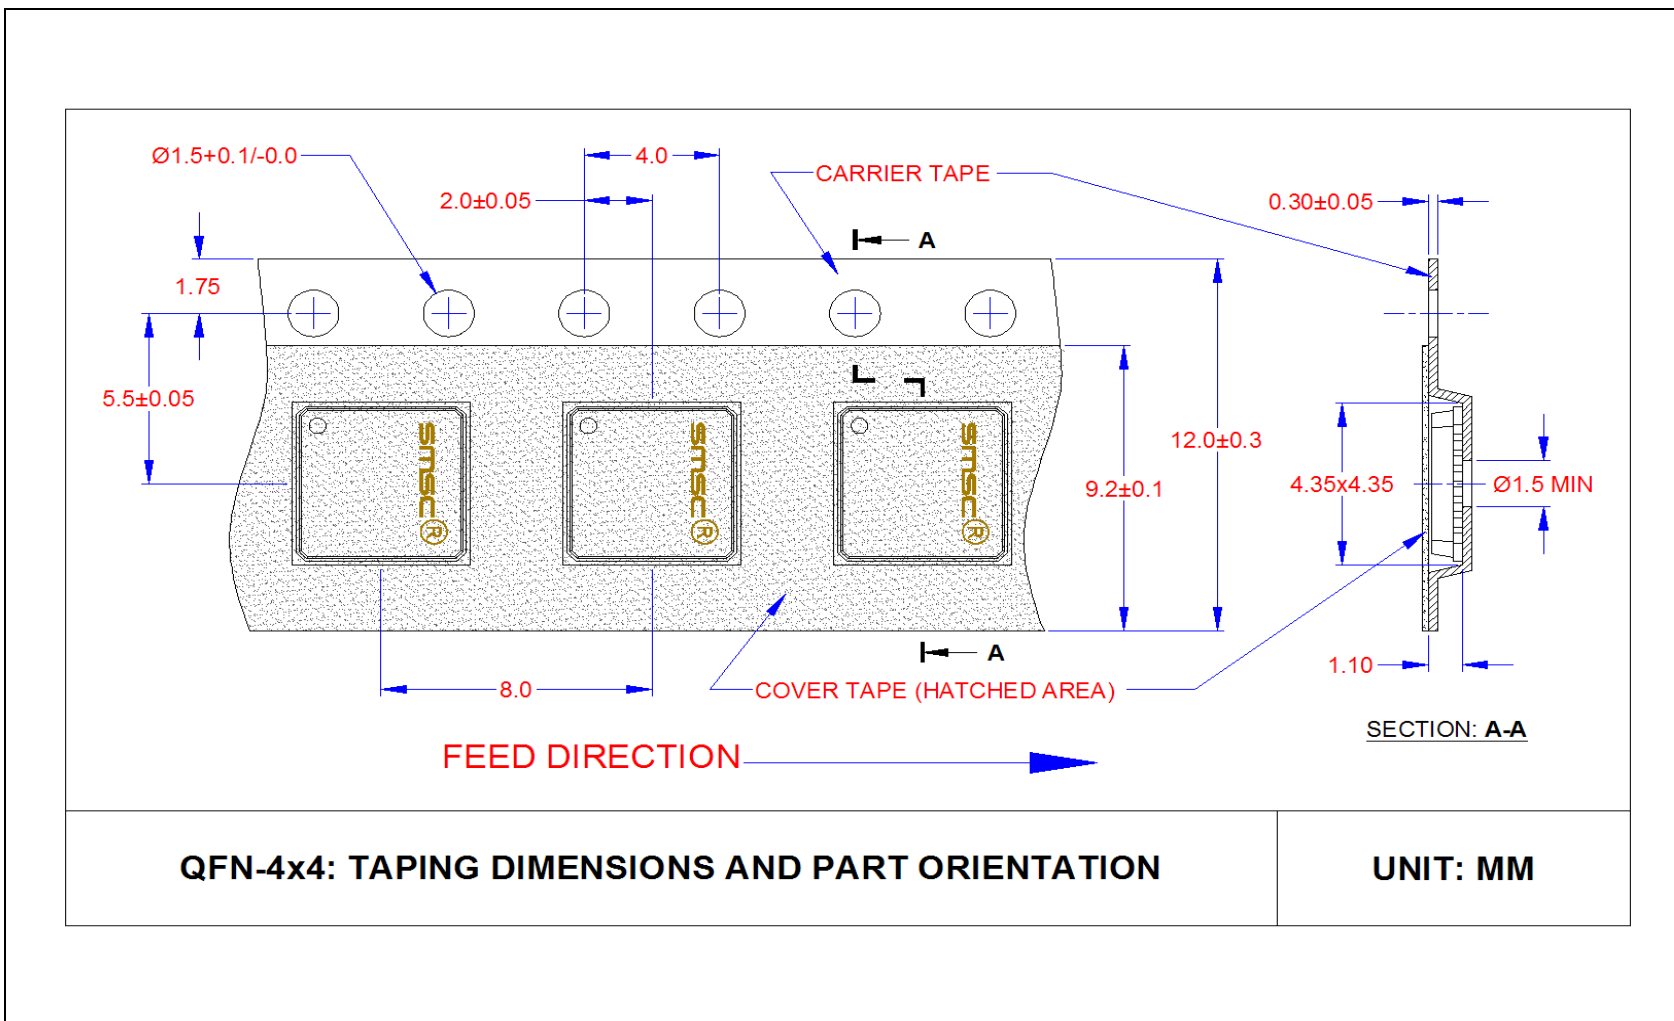 Ø1.5+0.1/-0.0
4.0
CARRIER TAPE
2.0±0.05
0.30±0.05
A
1.75
5.5±0.05
12.0±0.3
9.2±0.1
4.35x4.35
Ø1.5 MIN
smsc®
smsc®
smsc®
A
1.10
8.0
COVER TAPE (HATCHED AREA)
SECTION: A-A
FEED DIRECTION
QFN-4x4: TAPING DIMENSIONS AND PART ORIENTATION
UNIT: MM